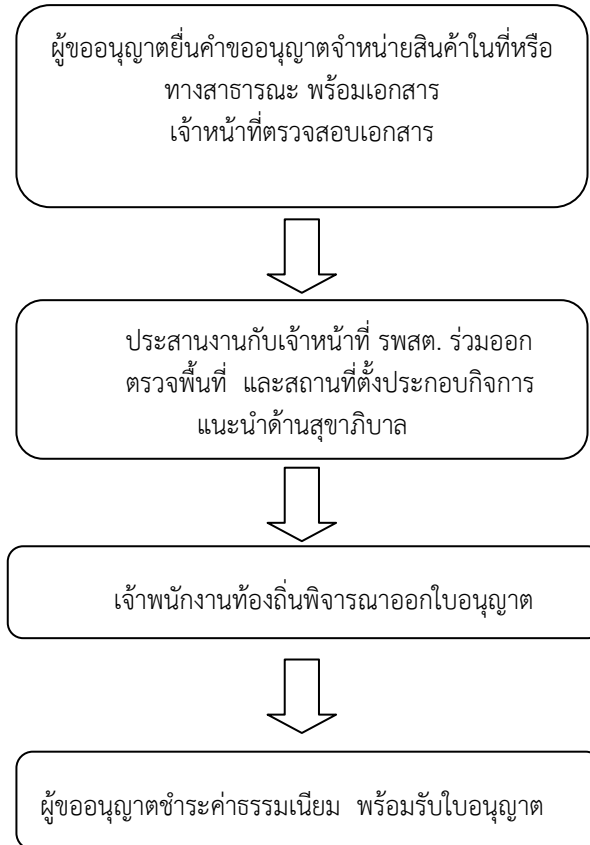 ผู้ขออนุญาตยื่นคำขออนุญาตจำหน่ายสินค้าในที่หรือ
ทางสาธารณะ พร้อมเอกสาร
เจ้าหน้าที่ตรวจสอบเอกสาร
ประสานงานกับเจ้าหน้าที่ รพสต. ร่วมออก
ตรวจพื้นที่ และสถานที่ตั้งประกอบกิจการ
แนะนำด้านสุขาภิบาล
เจ้าพนักงานท้องถิ่นพิจารณาออกใบอนุญาต
ผู้ขออนุญาตชำระค่าธรรมเนียม พร้อมรับใบอนุญาต